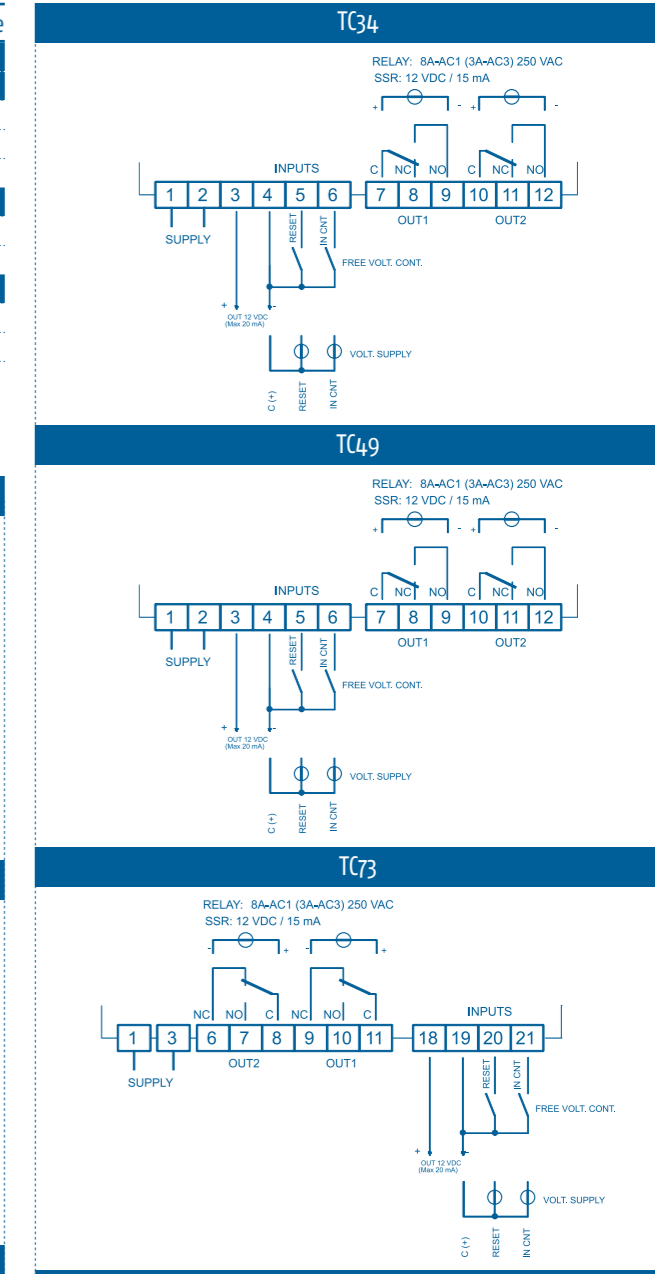 e
TC34
RELAY: 8A-AC1 (3A-AC3) 250 VAC
SSR: 12 VDC / 15 mA
+ - + -
INPUTS
C NC NO C NC NO
1 2 3 4 5 6 7 8 9 10 11 12
SUPPLY
RESET
IN CNT
OUT1 OUT2
FREE VOLT. CONT.
+ -
OUT 12 VDC
(Max 20 mA)
VOLT. SUPPLY
C (+)
RESET
IN CNT
TC49
RELAY: 8A-AC1 (3A-AC3) 250 VAC
SSR: 12 VDC / 15 mA
+ - + -
INPUTS
C NC NO C NC NO
1 2 3 4 5 6 7 8 9 10 11 12
SUPPLY
RESET
IN CNT
OUT1 OUT2
FREE VOLT. CONT.
+ -
OUT 12 VDC
(Max 20 mA)
VOLT. SUPPLY
C (+)
RESET
IN CNT
TC73
RELAY: 8A-AC1 (3A-AC3) 250 VAC
SSR: 12 VDC / 15 mA
- + - +
NC NO C NC NO C
INPUTS
1 3 6 7 8 9 10 11 18 19 20 21
SUPPLY
OUT2 OUT1
RESET
IN CNT
FREE VOLT. CONT.
+ -
OUT 12 VDC
(Max 20 mA)
VOLT. SUPPLY
C (+)
RESET
IN CNT